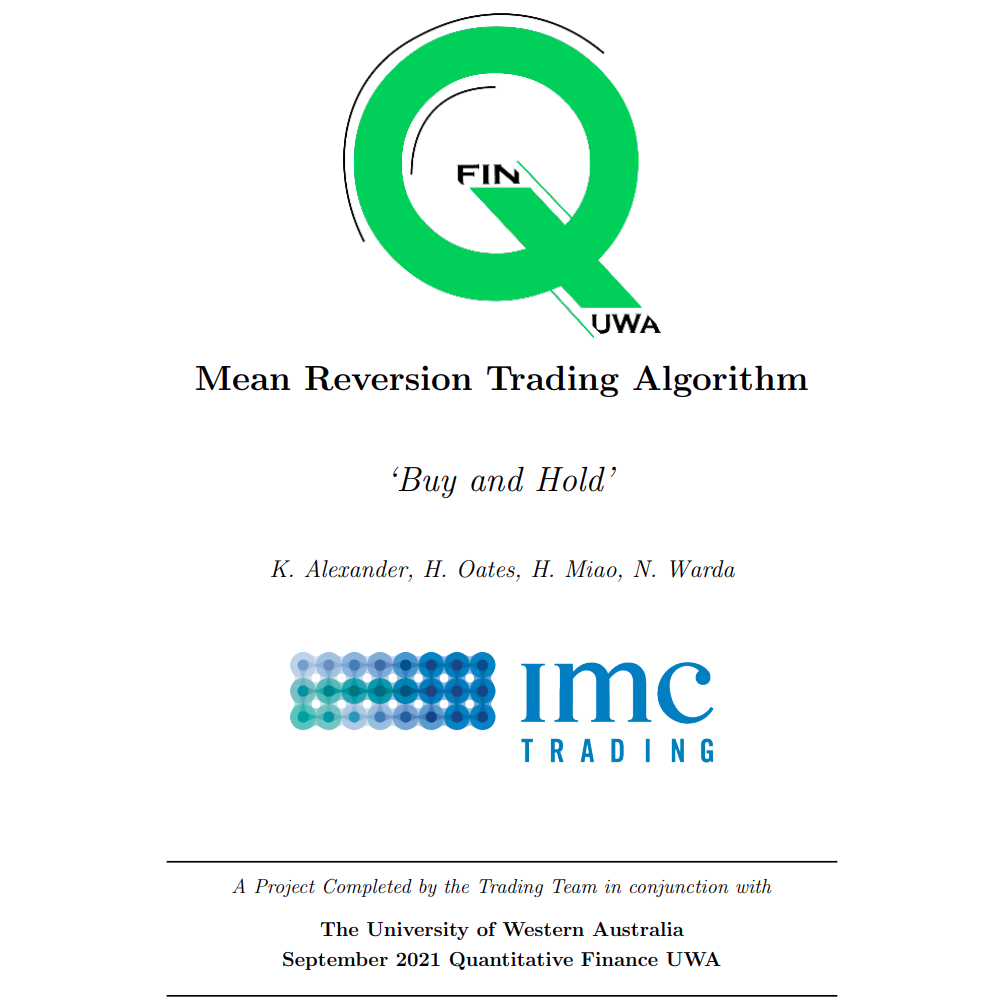 FIN
UWA
Mean Reversion Trading Algorithm
‘Buy and Hold’
K. Alexander, H. Oates, H. Miao, N. Warda
imc
TRADING
A Project Completed by the Trading Team in conjunction with
The University of Western Australia
September 2021 Quantitative Finance UWA